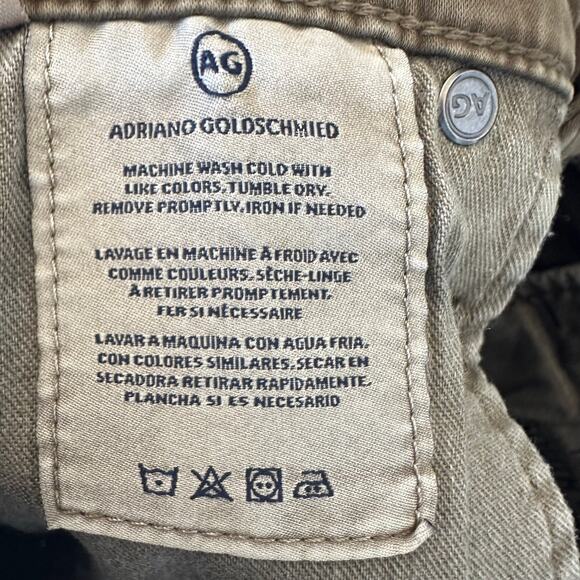 AG
AG
ADRIANO GOLDSCHMIED
MACHINE WASH COLD WITH
LIKE COLORS, TUMBLE DRY.
REMOVE PROMPTLY, IRON IF NEEDED
LAVAGE EN MACHINE À FROID AVEC
COMME COULEURS. SÈCHE-LINGE
À RETIRER PROMPTEMENT,
FER SI NÉCESSAIRE
LAVAR A MAQUINA CON AGUA FRIA,
CON COLORES SIMILARES. SECAR EN
SECADORA RETIRAR RAPIDAMENTE.
PLANCHA SI ES NECESARIO